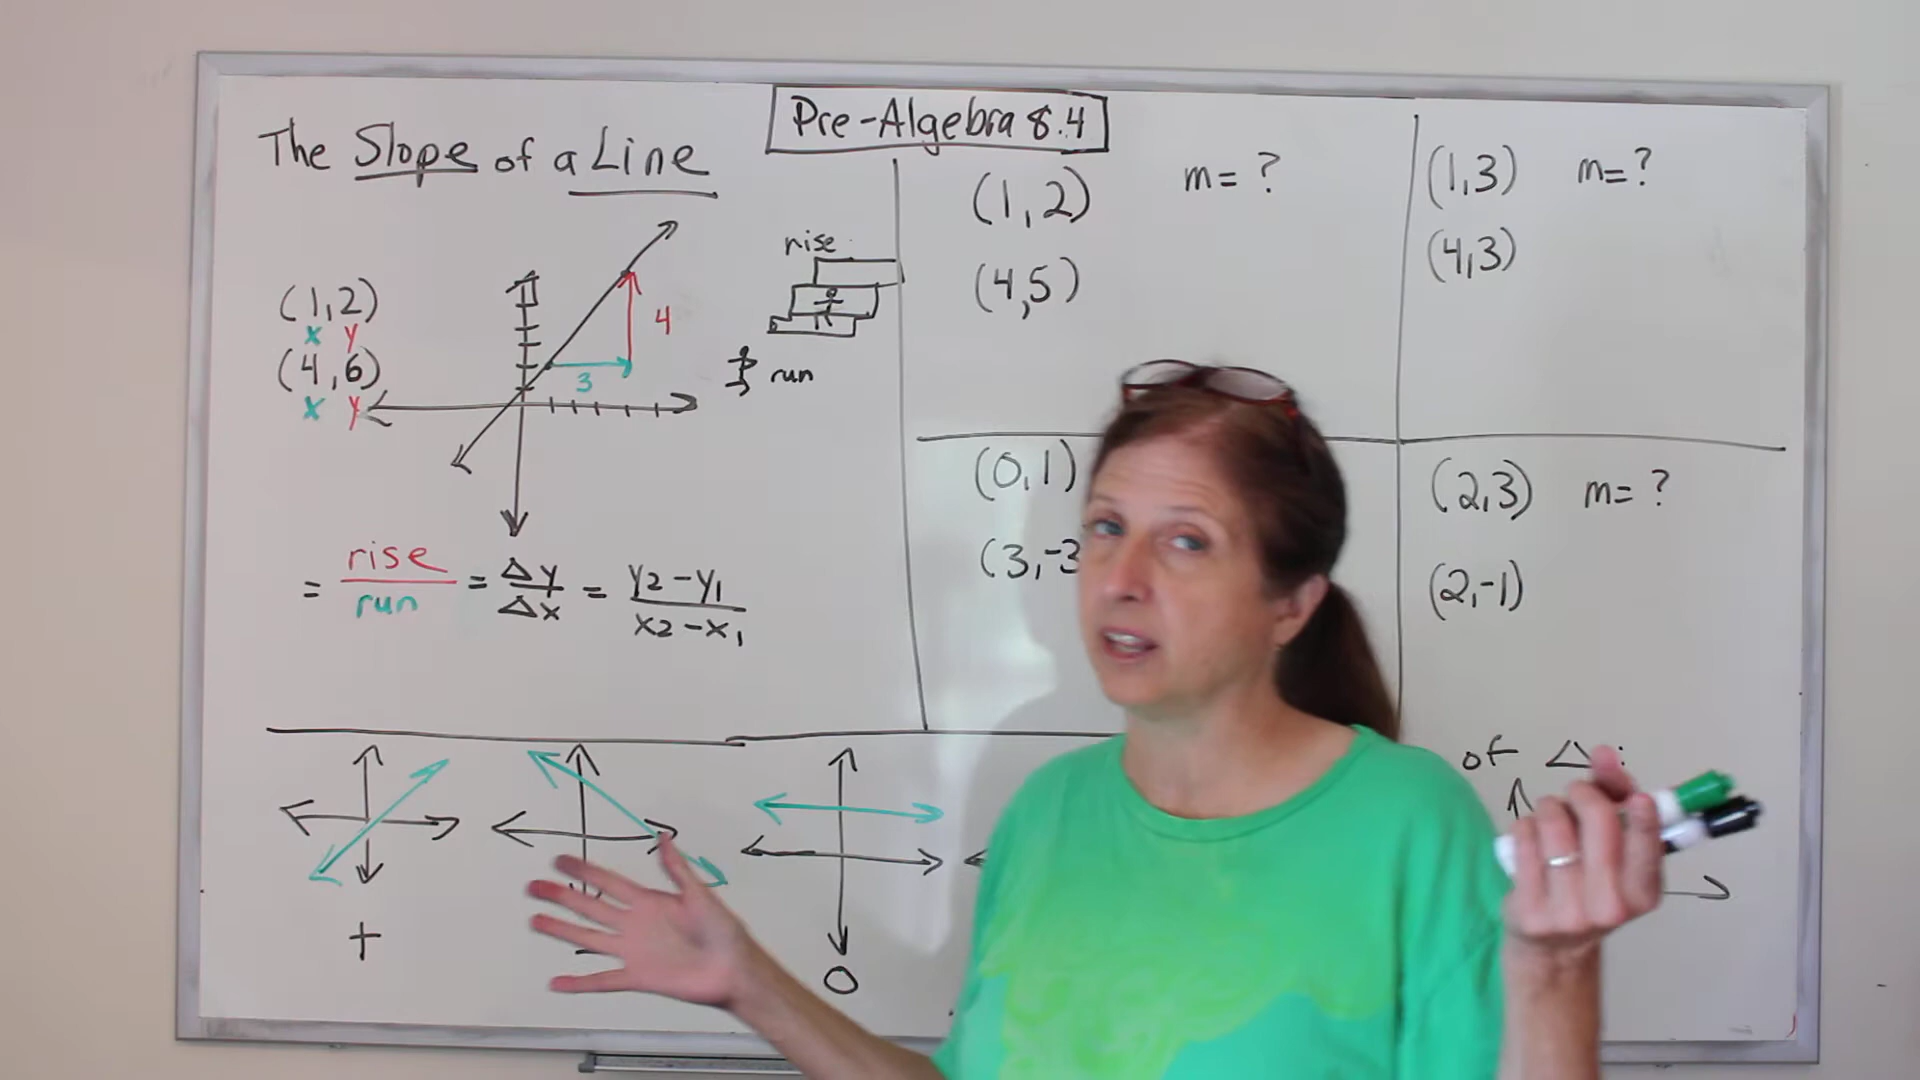 Pre-Algebra 8.4
The Slope of a Line
(1,2)
x y
(4,6)
x y
3
4
rise
run
= rise/run = Δy/Δx = y2-y1/x2-x1
+
-
0
(1,2) m= ?
(4,5)
(1,3) m=?
(4,3)
(0,1)
(3,-3
(2,3) m= ?
(2,-1)
of Δ: